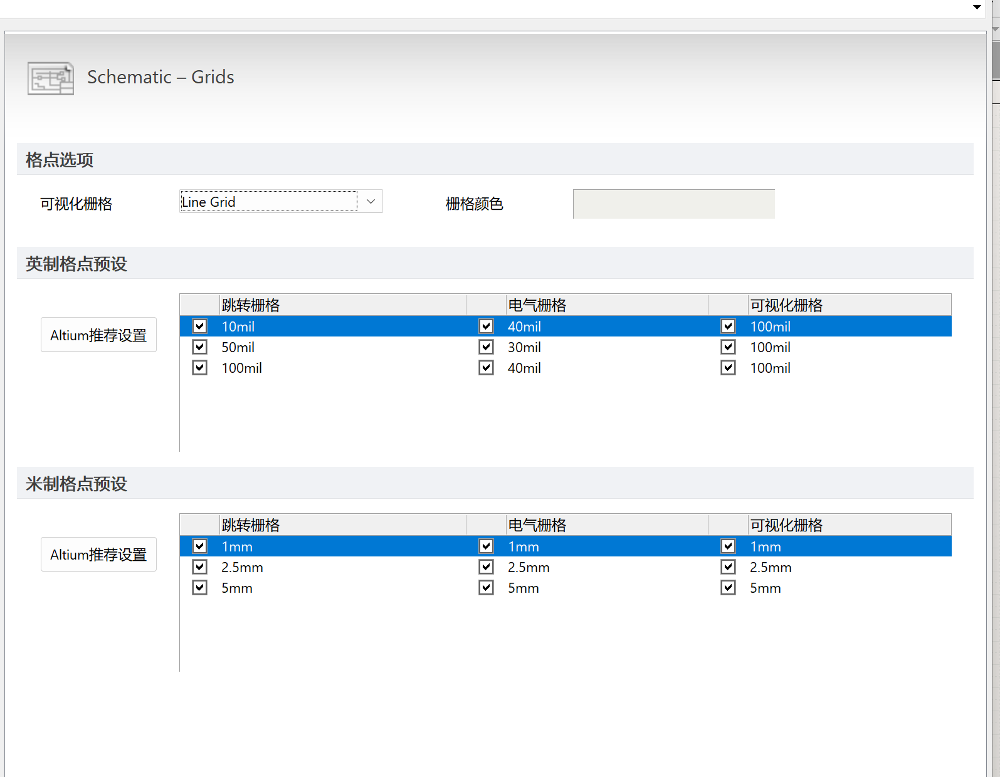 Schematic – Grids
格点选项
可视化栅格 Line Grid 栅格颜色
英制格点预设
Altium推荐设置
跳转栅格 电气栅格 可视化栅格
10mil 40mil 100mil
50mil 30mil 100mil
100mil 40mil 100mil
米制格点预设
Altium推荐设置
跳转栅格 电气栅格 可视化栅格
1mm 1mm 1mm
2.5mm 2.5mm 2.5mm
5mm 5mm 5mm